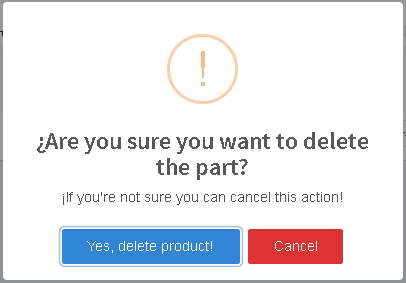 !
¿Are you sure you want to delete
the part?
¡If you're not sure you can cancel this action!
Yes, delete product!
Cancel